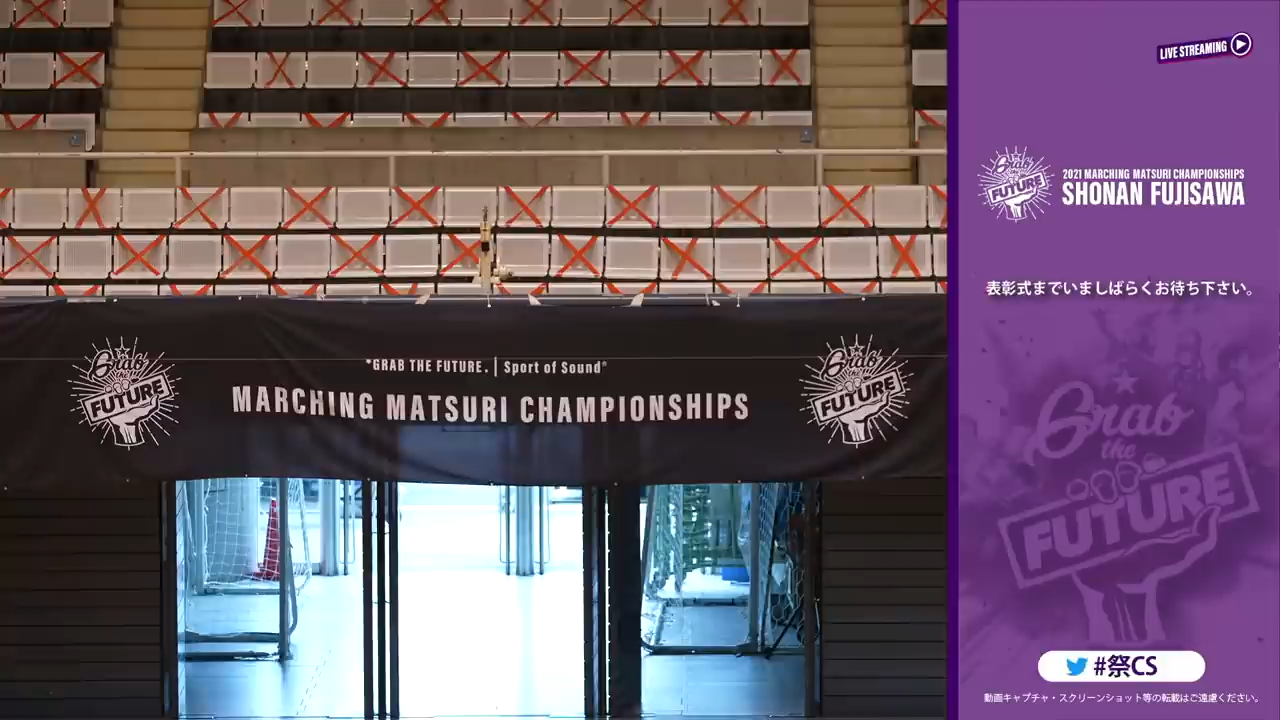 LIVE STREAMING
Grab
the
FUTURE
2021 MARCHING MATSURI CHAMPIONSHIPS
SHONAN FUJISAWA
表彰式までいましばらくお待ち下さい。
Grab
the
FUTURE
"GRAB THE FUTURE. | Sport of Sound"
MARCHING MATSURI CHAMPIONSHIPS
Grab
the
FUTURE
Grab
the
FUTURE
#祭CS
動画キャプチャ・スクリーンショット等の転載はご遠慮ください。